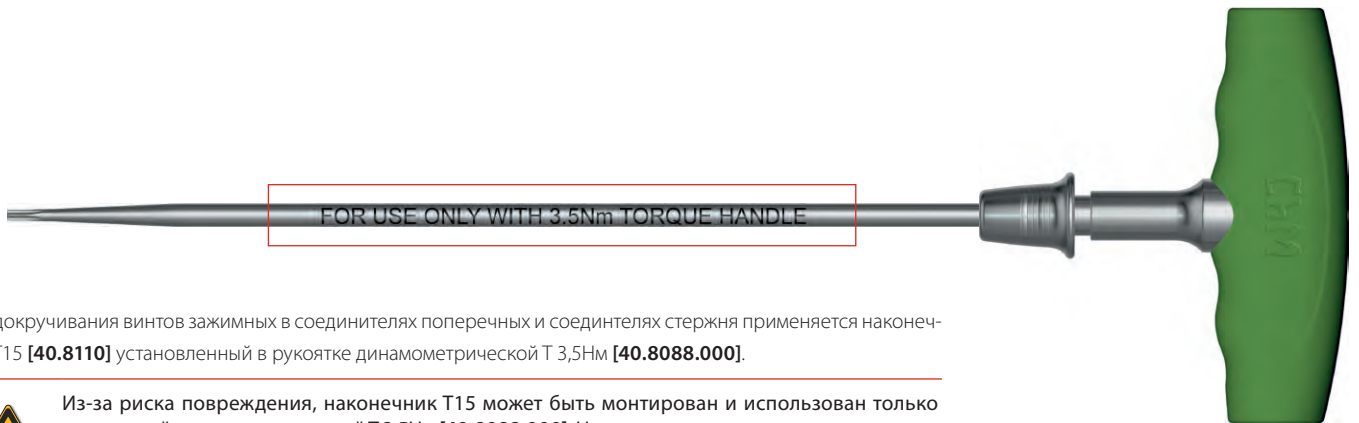 FOR USE ONLY WITH 3.5Nm TORQUE HANDLE
CHM
докручивания винтов зажимных в соединителях поперечных и соединтелях стержня применяется наконеч-
T15 [40.8110] установленный в рукоятке динамометрической Т 3,5Нм [40.8088.000].
Из-за риска повреждения, наконечник T15 может быть монтирован и использован только